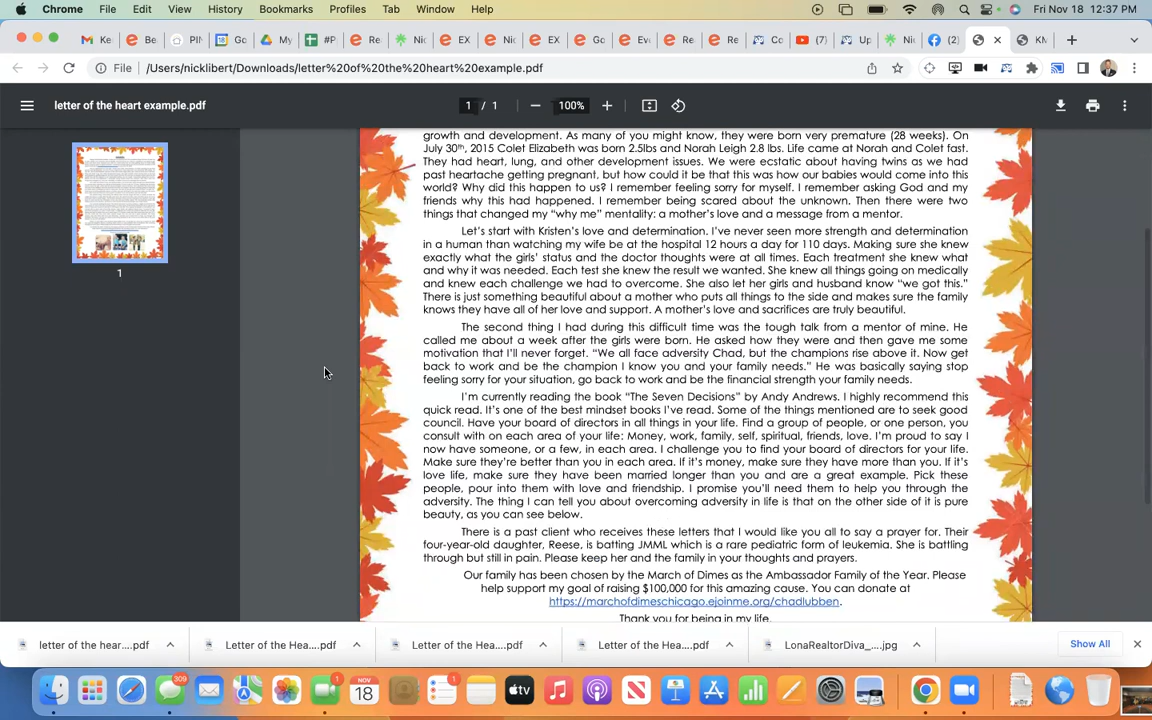 Chrome File Edit View History Bookmarks Profiles Tab Window Help Fri Nov 18 12:37 PM
Ke Be PIN Go My #P Re Nic EX Nic EX Go Eve Re Re Co (7) Up Nic (2) KM
File /Users/nicklibert/Downloads/letter%20of%20the%20heart%20example.pdf
letter of the heart example.pdf 1 / 1 100%
growth and development. As many of you might know, they were born very premature (28 weeks). On
July 30th, 2015 Colet Elizabeth was born 2.5lbs and Norah Leigh 2.8 lbs. Life came at Norah and Colet fast.
They had heart, lung, and other development issues. We were ecstatic about having twins as we had
past heartache getting pregnant, but how could it be that this was how our babies would come into this
world? Why did this happen to us? I remember feeling sorry for myself. I remember asking God and my
friends why this had happened. I remember being scared about the unknown. Then there were two
things that changed my “why me” mentality: a mother's love and a message from a mentor.
Let's start with Kristen's love and determination. I've never seen more strength and determination
in a human than watching my wife be at the hospital 12 hours a day for 110 days. Making sure she knew
exactly what the girls' status and the doctor thoughts were at all times. Each treatment she knew what
and why it was needed. Each test she knew the result we wanted. She knew all things going on medically
and knew each challenge we had to overcome. She also let her girls and husband know “we got this.”
There is just something beautiful about a mother who puts all things to the side and makes sure the family
knows they have all of her love and support. A mother's love and sacrifices are truly beautiful.
The second thing I had during this difficult time was the tough talk from a mentor of mine. He
called me about a week after the girls were born. He asked how they were and then gave me some
motivation that I'll never forget. “We all face adversity Chad, but the champions rise above it. Now get
back to work and be the champion I know you and your family needs.” He was basically saying stop
feeling sorry for your situation, go back to work and be the financial strength your family needs.
I'm currently reading the book “The Seven Decisions” by Andy Andrews. I highly recommend this
quick read. It's one of the best mindset books I've read. Some of the things mentioned are to seek good
council. Have your board of directors in all things in your life. Find a group of people, or one person, you
consult with on each area of your life: Money, work, family, self, spiritual, friends, love. I'm proud to say I
now have someone, or a few, in each area. I challenge you to find your board of directors for your life.
Make sure they're better than you in each area. If it's money, make sure they have more than you. If it's
love life, make sure they have been married longer than you and are a great example. Pick these
people, pour into them with love and friendship. I promise you'll need them to help you through the
adversity. The thing I can tell you about overcoming adversity in life is that on the other side of it is pure
beauty, as you can see below.
There is a past client who receives these letters that I would like you all to say a prayer for. Their
four-year-old daughter, Reese, is batting JMML which is a rare pediatric form of leukemia. She is battling
through but still in pain. Please keep her and the family in your thoughts and prayers.
Our family has been chosen by the March of Dimes as the Ambassador Family of the Year. Please
help support my goal of raising $100,000 for this amazing cause. You can donate at
https://marchofdimeschicago.ejoinme.org/chadlubben.
Thank you for being in my life.
1
letter of the hear....pdf Letter of the Hea....pdf Letter of the Hea....pdf Letter of the Hea....pdf LonaRealtorDiva_....jpg Show All
309 NOV 18 1 1 tv